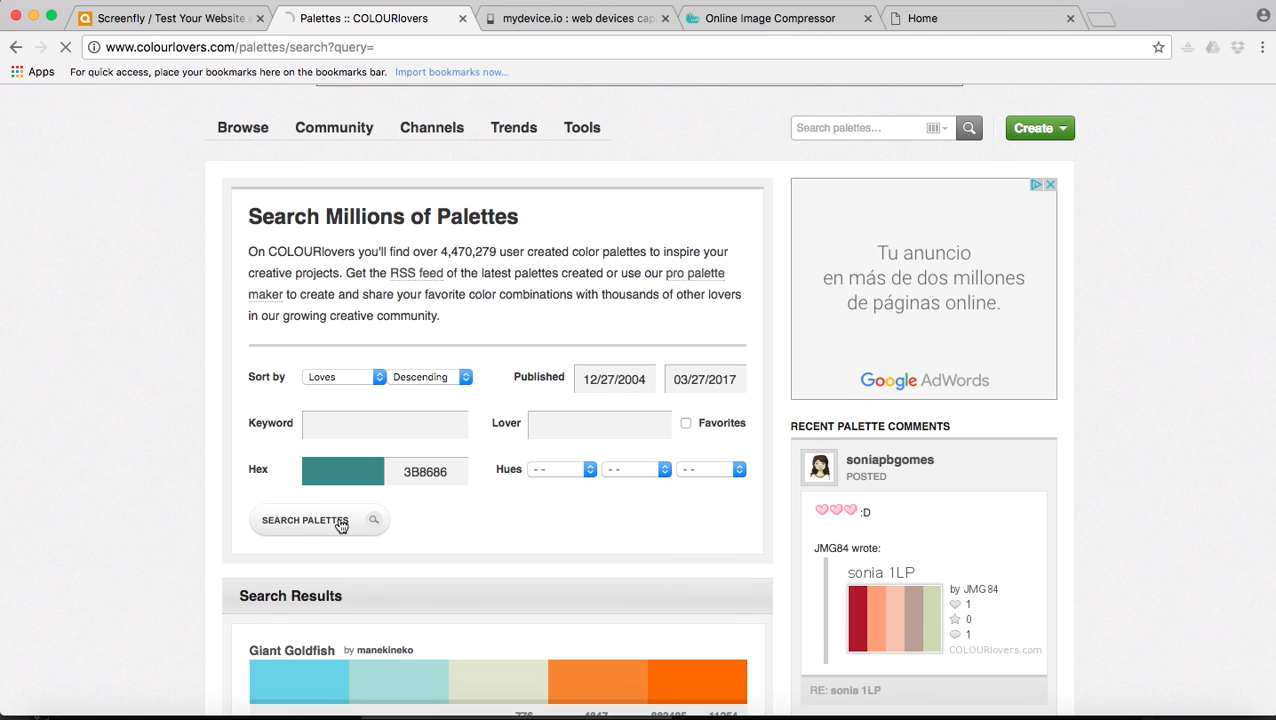 Screenfly / Test Your Website
Palettes :: COLOURlovers
mydevice.io : web devices cap
Online Image Compressor
Home
www.colourlovers.com/palettes/search?query=
Apps
For quick access, place your bookmarks here on the bookmarks bar. Import bookmarks now...
Browse
Community
Channels
Trends
Tools
Search palettes...
Create
Search Millions of Palettes
On COLOURlovers you'll find over 4,470,279 user created color palettes to inspire your
creative projects. Get the RSS feed of the latest palettes created or use our pro palette
maker to create and share your favorite color combinations with thousands of other lovers
in our growing creative community.
Sort by
Loves
Descending
Published
12/27/2004
03/27/2017
Keyword
Lover
Favorites
Hex
3B8686
Hues
- -
- -
- -
SEARCH PALETTES
Search Results
Giant Goldfish by manekineko
776 4847 883485 11254
Tu anuncio
en más de dos millones
de páginas online.
Google AdWords
RECENT PALETTE COMMENTS
soniapbgomes
POSTED
:D
JMG84 wrote:
sonia 1LP
by JMG84
1
0
1
COLOURlovers.com
RE: sonia 1LP